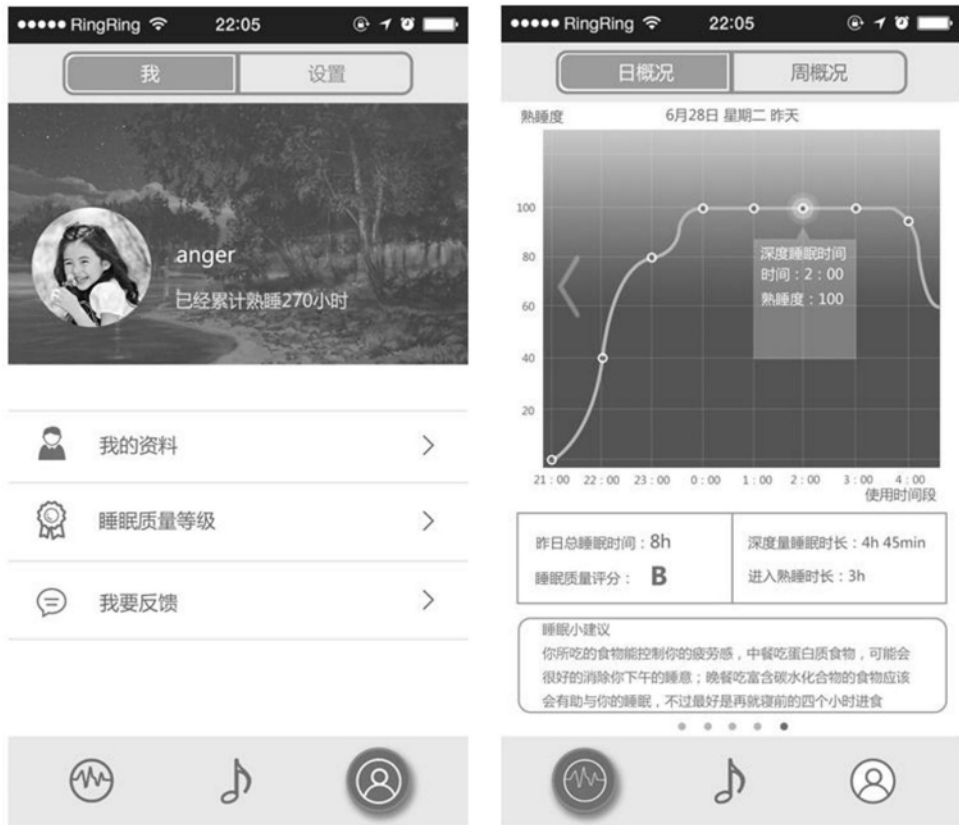 RingRing 22:05
我 设置
anger
已经累计熟睡270小时
我的资料
睡眠质量等级
我要反馈
RingRing 22:05
日概况 周概况
熟睡度 6月28日 星期二 昨天
100
80
60
40
20
深度睡眠时间
时间：2：00
熟睡度：100
21：00 22：00 23：00 0：00 1：00 2：00 3：00 4：00
使用时间段
昨日总睡眠时间：8h
睡眠质量评分： B
深度量睡眠时长：4h 45min
进入熟睡时长：3h
睡眠小建议
你所吃的食物能控制你的疲劳感，中餐吃蛋白质食物，可能会
很好的消除你下午的睡意；晚餐吃富含碳水化合物的食物应该
会有助与你的睡眠，不过最好是再就寝前的四个小时进食